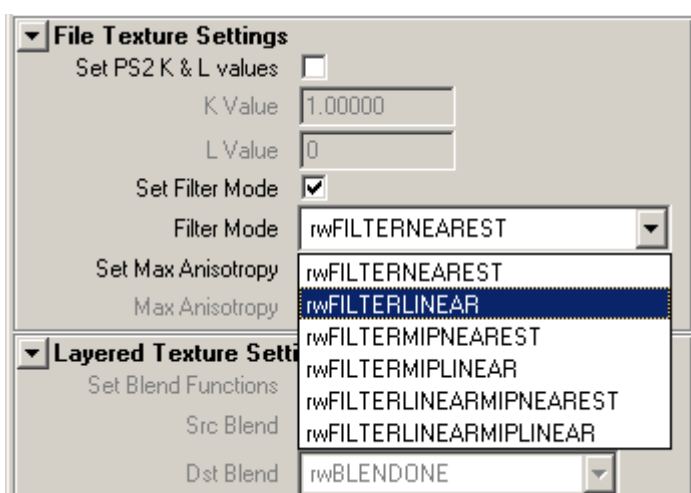 File Texture Settings
Set PS2 K & L values
K Value 1.00000
L Value 0
Set Filter Mode
Filter Mode rwFILTERNEAREST
Set Max Anisotropy rwFILTERNEAREST
Max Anisotropy rwFILTERLINEAR
rwFILTERMIPNEAREST
Layered Texture Setti
rwFILTERMIPLINEAR
Set Blend Functions
rwFILTERLINEARMIPNEAREST
Src Blend rwFILTERLINEARMIPLINEAR
Dst Blend rwBLENDONE